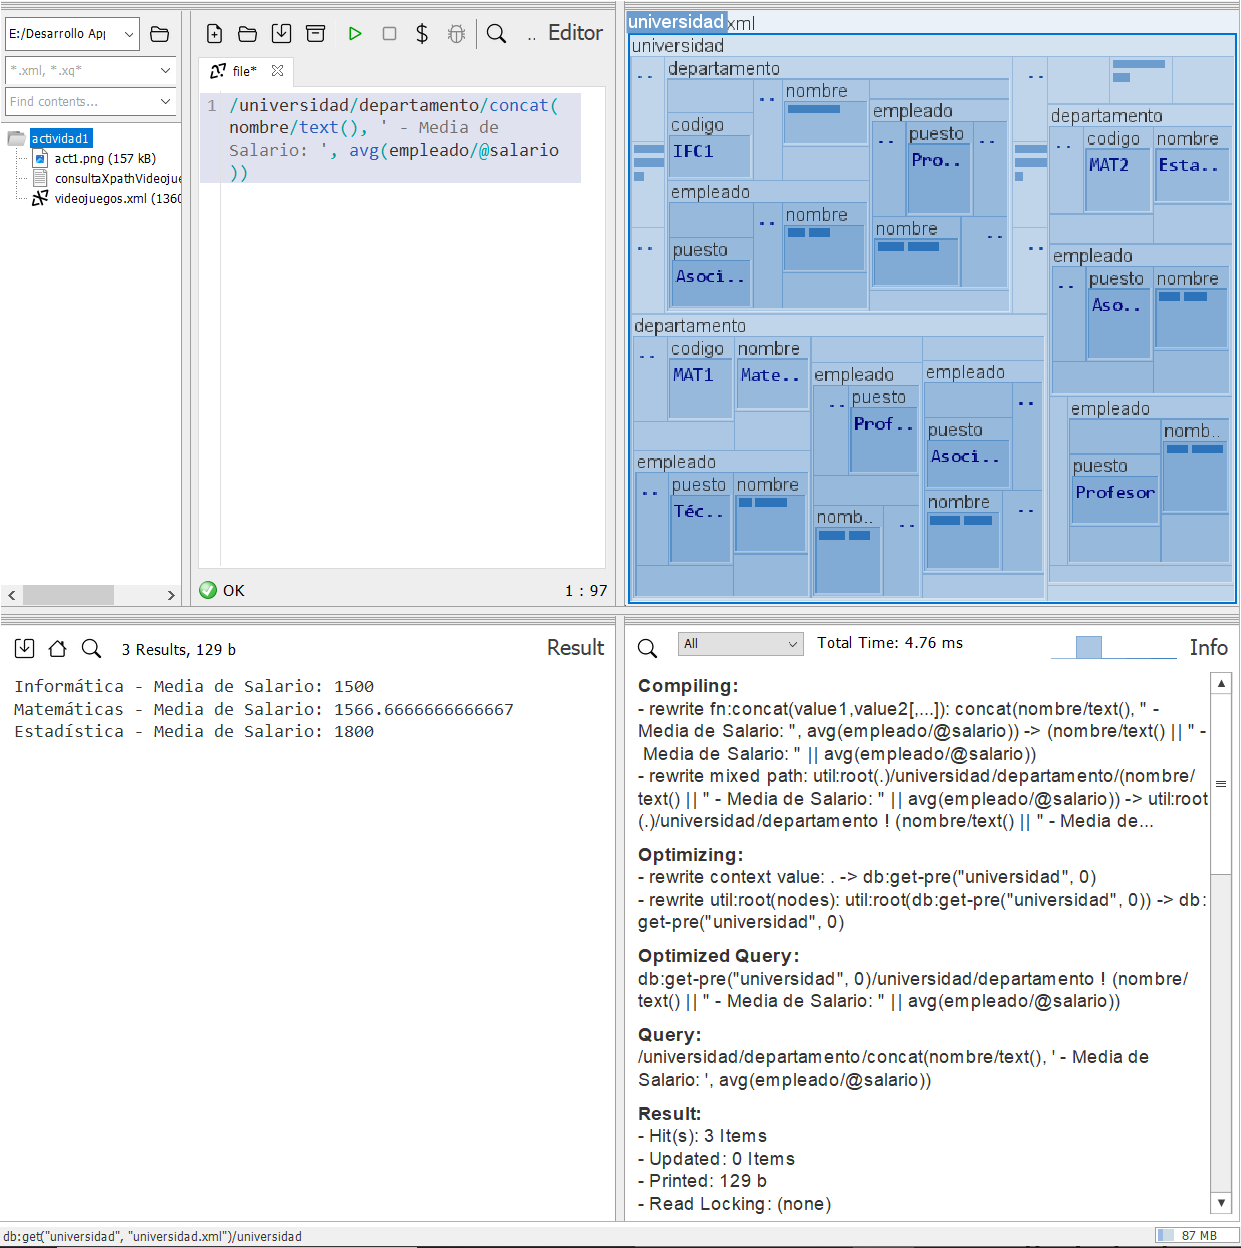 E:/Desarrollo Ap
*.xml, *.xq*
Find contents...
actividad1
act1.png (157 kB)
consultaXpathVideojue
videojuegos.xml (1360
$
.. Editor
file*
1 /universidad/departamento/concat(
nombre/text(), ' - Media de
Salario: ', avg(empleado/@salario
))
OK
1 : 97
universidad.xml
universidad
..
departamento
..
nombre
codigo
IFC1
empleado
..
puesto
Pro..
..
empleado
..
nombre
puesto
Asoci..
nombre
..
..
..
..
departamento
..
codigo
MAT2
nombre
Esta..
empleado
..
puesto
Aso..
nombre
empleado
nomb..
puesto
Profesor
departamento
..
codigo
MAT1
nombre
Mate..
empleado
..
puesto
Prof..
nomb..
..
empleado
..
puesto
Asoci..
nombre
..
empleado
..
puesto
Téc..
nombre
3 Results, 129 b
Result
Informática - Media de Salario: 1500
Matemáticas - Media de Salario: 1566.6666666666667
Estadística - Media de Salario: 1800
All
Total Time: 4.76 ms
Info
Compiling:
- rewrite fn:concat(value1,value2[,...]): concat(nombre/text(), " -
Media de Salario: ", avg(empleado/@salario)) -> (nombre/text() || " -
Media de Salario: " || avg(empleado/@salario))
- rewrite mixed path: util:root(.)/universidad/departamento/(nombre/
text() || " - Media de Salario: " || avg(empleado/@salario)) -> util:root
(.)/universidad/departamento ! (nombre/text() || " - Media de...
Optimizing:
- rewrite context value: . -> db:get-pre("universidad", 0)
- rewrite util:root(nodes): util:root(db:get-pre("universidad", 0)) -> db:
get-pre("universidad", 0)
Optimized Query:
db:get-pre("universidad", 0)/universidad/departamento ! (nombre/
text() || " - Media de Salario: " || avg(empleado/@salario))
Query:
/universidad/departamento/concat(nombre/text(), ' - Media de
Salario: ', avg(empleado/@salario))
Result:
- Hit(s): 3 Items
- Updated: 0 Items
- Printed: 129 b
- Read Locking: (none)
db:get("universidad", "universidad.xml")/universidad
87 MB